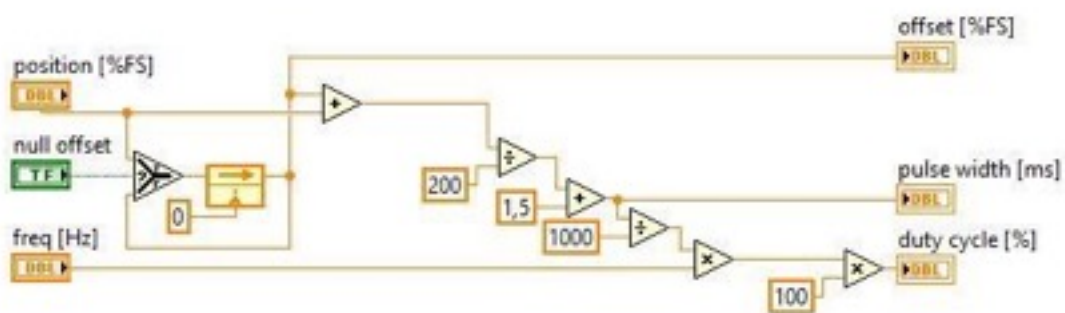 offset [%FS]
DBL
position [%FS]
DBL
+
null offset
TF
?
÷
200
pulse width [ms]
DBL
1,5
+
0
1000
÷
freq [Hz]
DBL
duty cycle [%]
DBL
×
×
100